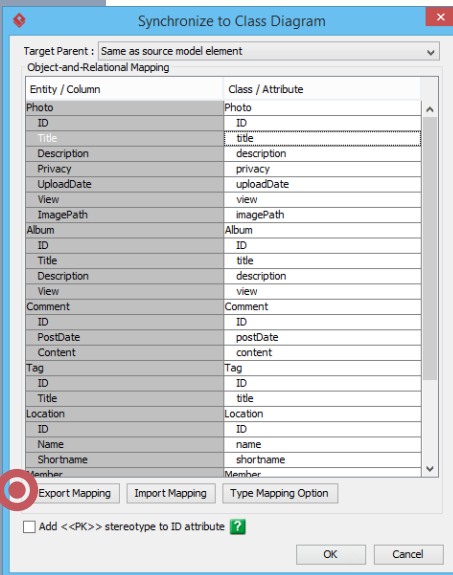 Synchronize to Class Diagram
Target Parent : Same as source model element
Object-and-Relational Mapping
Entity / Column Class / Attribute
Photo Photo
ID ID
Title title
Description description
Privacy privacy
UploadDate uploadDate
View view
ImagePath imagePath
Album Album
ID ID
Title title
Description description
View view
Comment Comment
ID ID
PostDate postDate
Content content
Tag Tag
ID ID
Title title
Location Location
ID ID
Name name
Shortname shortname
Member Member
Export Mapping Import Mapping Type Mapping Option
Add <<PK>> stereotype to ID attribute ?
OK Cancel